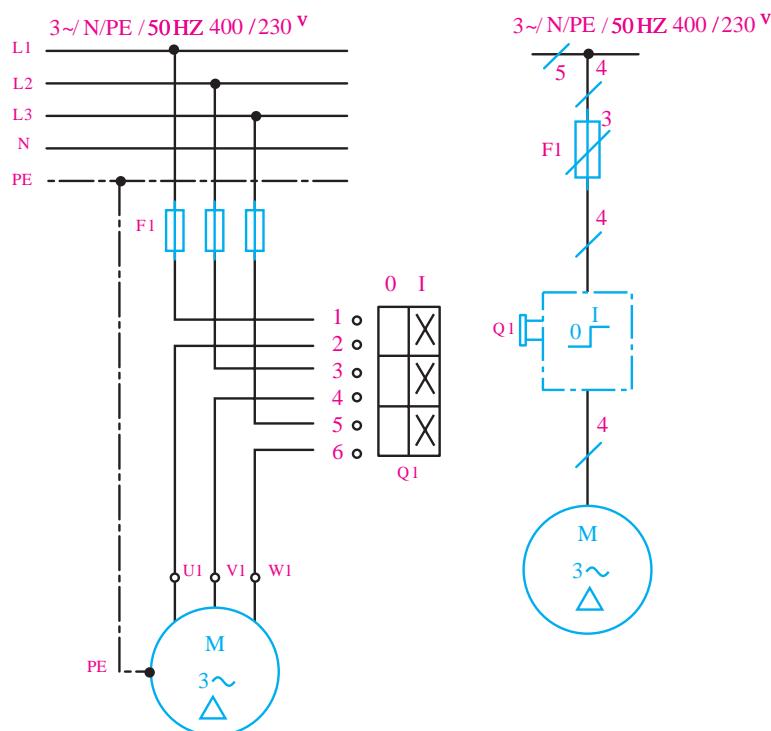 3~/ N/PE / 50 HZ 400 / 230 V
L1
L2
L3
N
PE
F1
0 I
1
2
3
4
5
6
Q1
U1 V1 W1
PE
M
3~
3~/ N/PE / 50 HZ 400 / 230 V
5
4
3
F1
4
Q1
0 I
4
M
3~